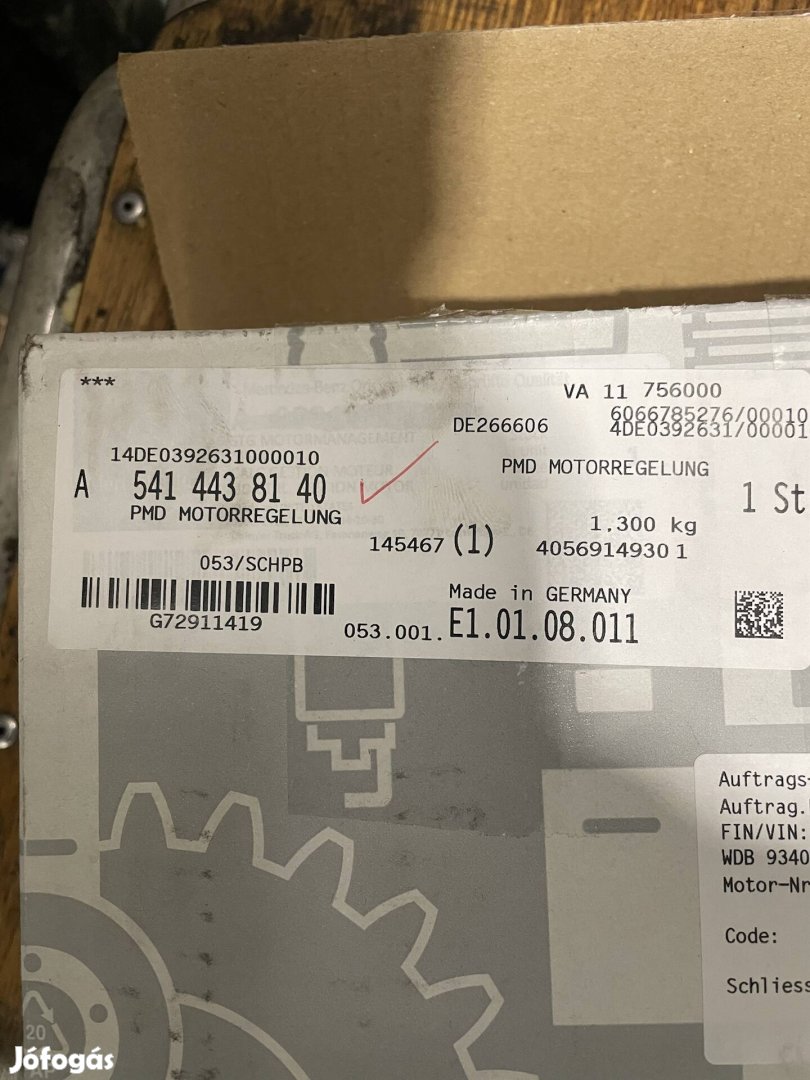 ***
VA 11 756000
6066785276/00010
DE266606 4DE0392631/00001
14DE0392631000010
PMD MOTORREGELUNG
A 541 443 81 40
1 St
PMD MOTORREGELUNG
1.300 kg
145467 (1) 4056914930 1
053/SCHPB
Made in GERMANY
G72911419
053.001. E1.01.08.011
Auftrags-
Auftrag.
FIN/VIN:
WDB 9340
Motor-Nr
Code:
Schliess
20
Jófogás